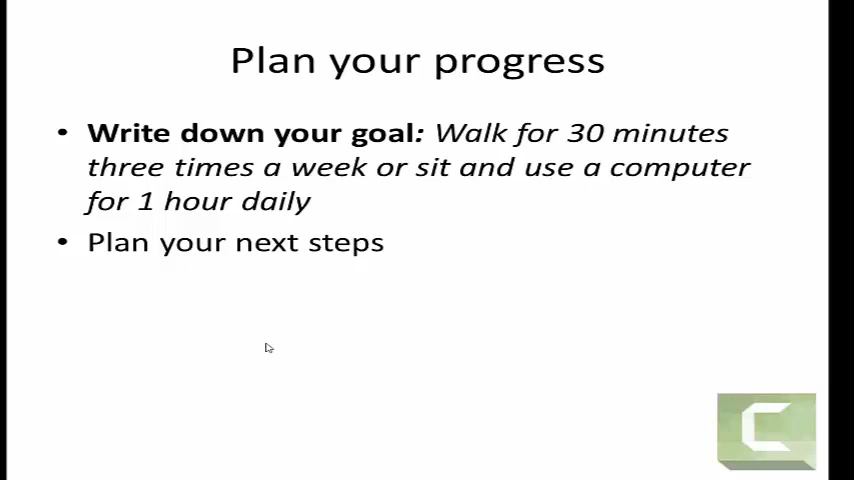 Plan your progress
• Write down your goal: Walk for 30 minutes
three times a week or sit and use a computer
for 1 hour daily
• Plan your next steps
C